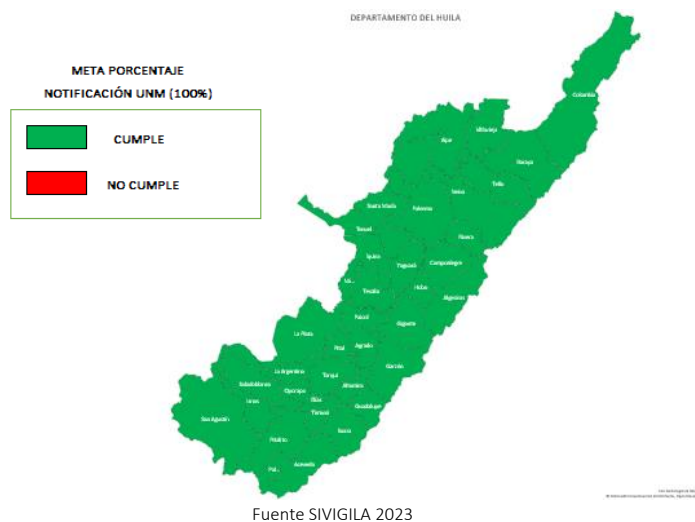 DEPARTAMENTO DEL HUILA
META PORCENTAJE
NOTIFICACIÓN UNM (100%)
CUMPLE
NO CUMPLE
Colombia
Villavieja
Aipe
Baraya
Tello
Neiva
Santa María
Palermo
Teruel
Rivera
Íquira
Yaguará
Campoalegre
Tesalia
Hobo
Algeciras
Paicol
Gigante
La Plata
Pital
Agrado
Garzón
La Argentina
Tarqui
Saladoblanco
Altamira
Oporapa
Isnos
Elías
Guadalupe
Timaná
San Agustín
Suaza
Pitalito
Acevedo
Fuente SIVIGILA 2023